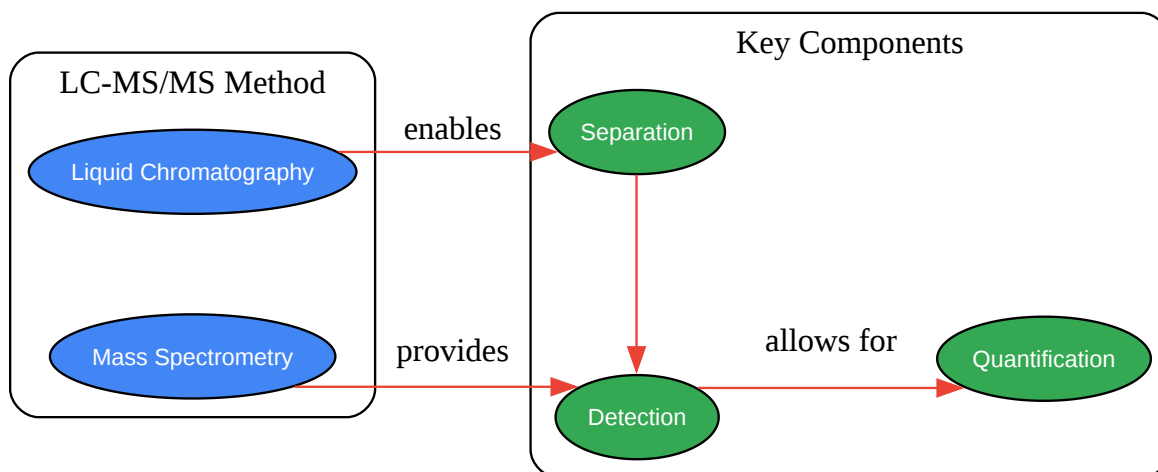 Key Components
LC-MS/MS Method
enables
Separation
Liquid Chromatography
Mass Spectrometry
provides
allows for
Quantification
Detection